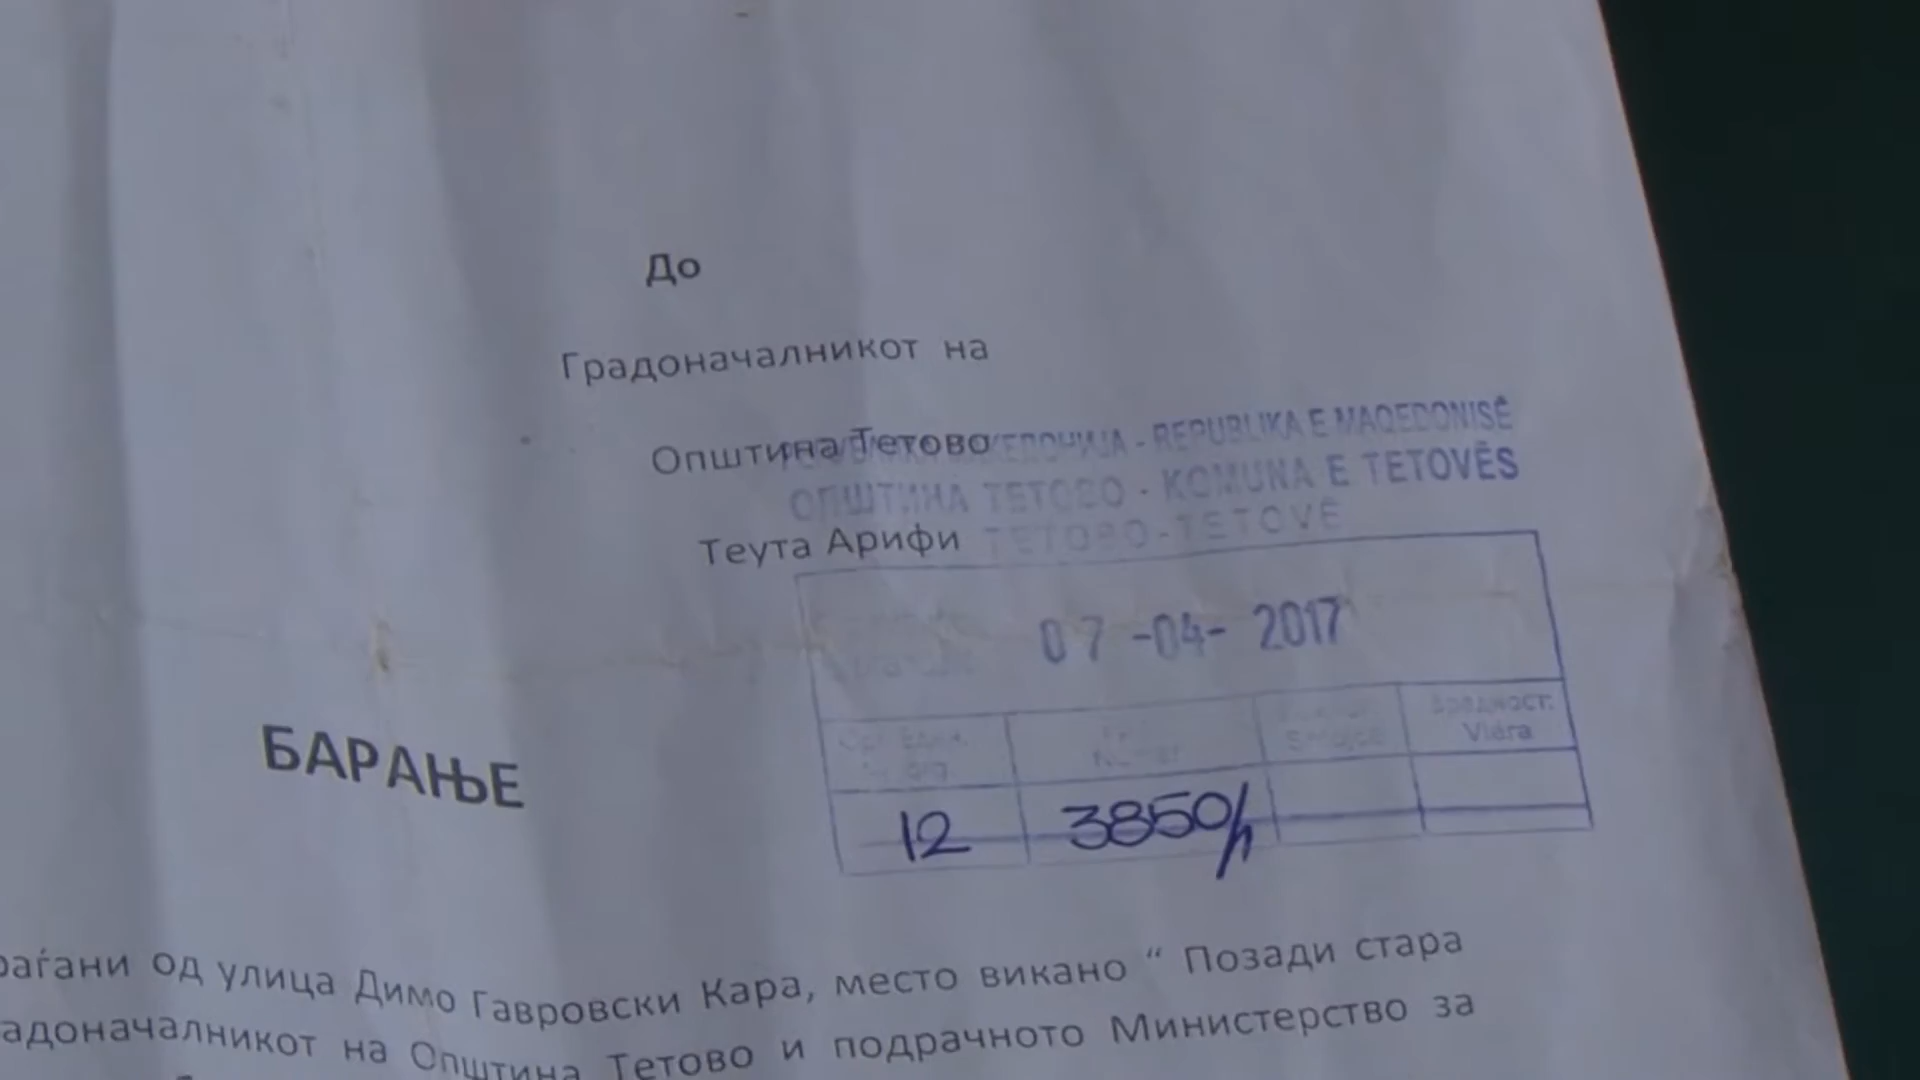 До
Градоначалникот на
Општина Тетово
МАКЕДОНИЈА - REPUBLIKA E MAQEDONISË
ОПШТИНА ТЕТОВО - KOMUNA E TETOVËS
Теута Арифи
ТЕТОВО - TETOVË
07 -04- 2017
Вредност:
Vlera
12 3850/1
БАРАЊЕ
раѓани од улица Димо Гавровски Кара, место викано “ Позади стара
адоначалникот на Општина Тетово и подрачното Министерство за